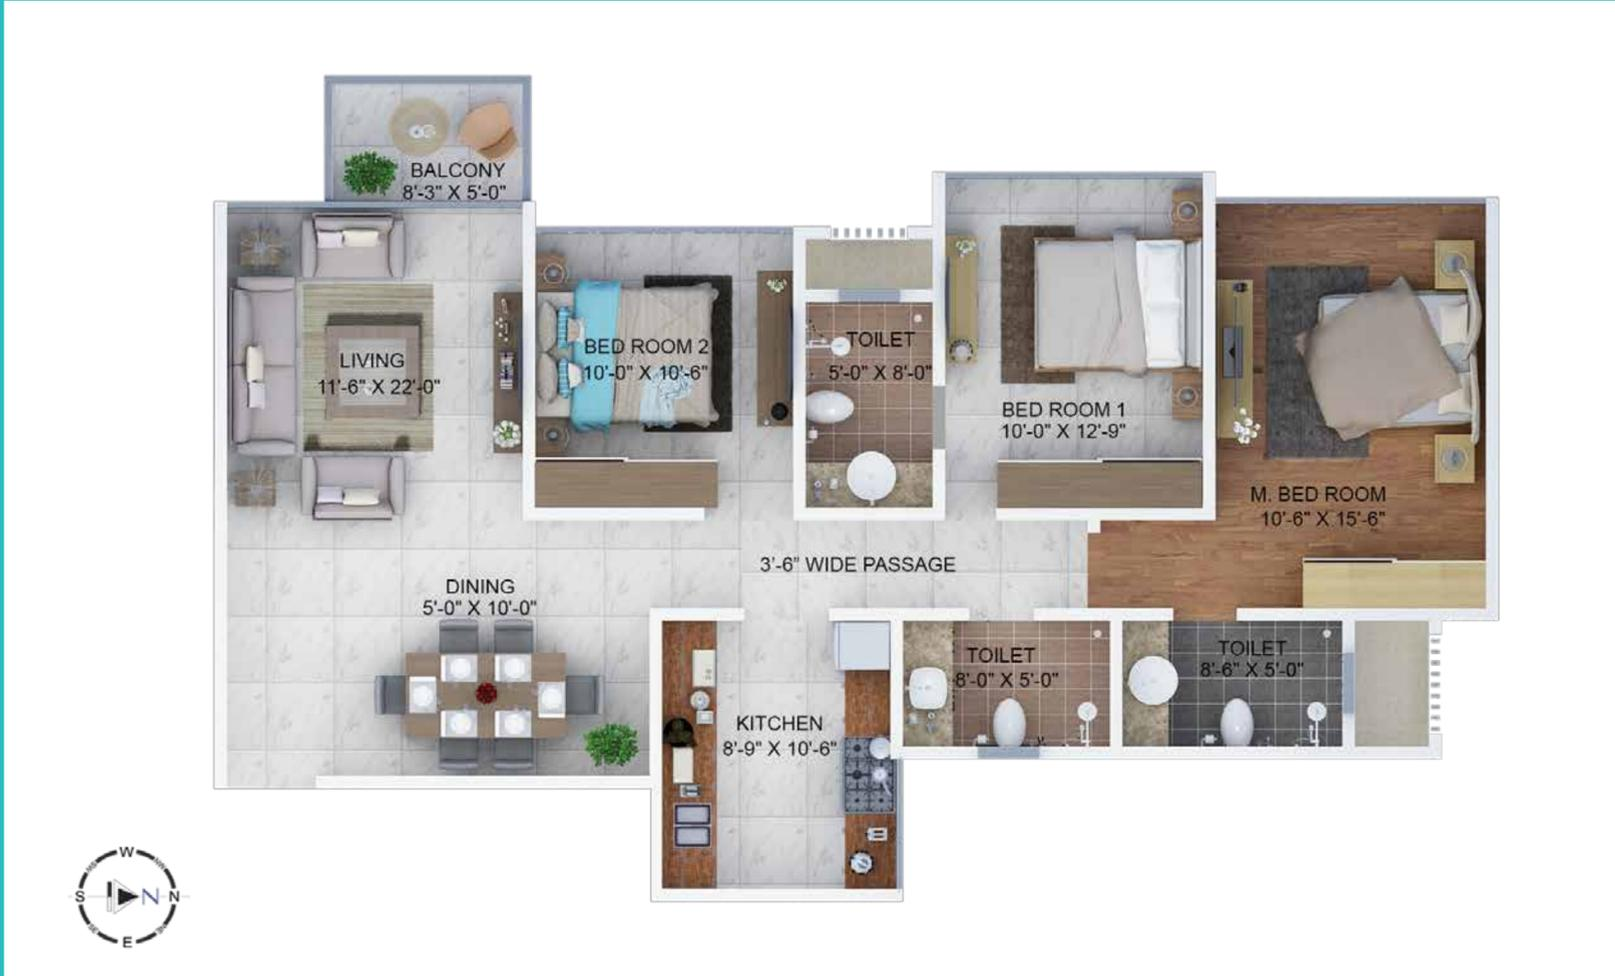 BALCONY
8'-3" X 5'-0"
LIVING
11'-6" X 22'-0"
BED ROOM 2
10'-0" X 10'-6"
TOILET
5'-0" X 8'-0"
BED ROOM 1
10'-0" X 12'-9"
M. BED ROOM
10'-6" X 15'-6"
3'-6" WIDE PASSAGE
DINING
5'-0" X 10'-0"
KITCHEN
8'-9" X 10'-6"
TOILET
8'-0" X 5'-0"
TOILET
8'-6" X 5'-0"
W
NW
S
N
N
SE
NE
E